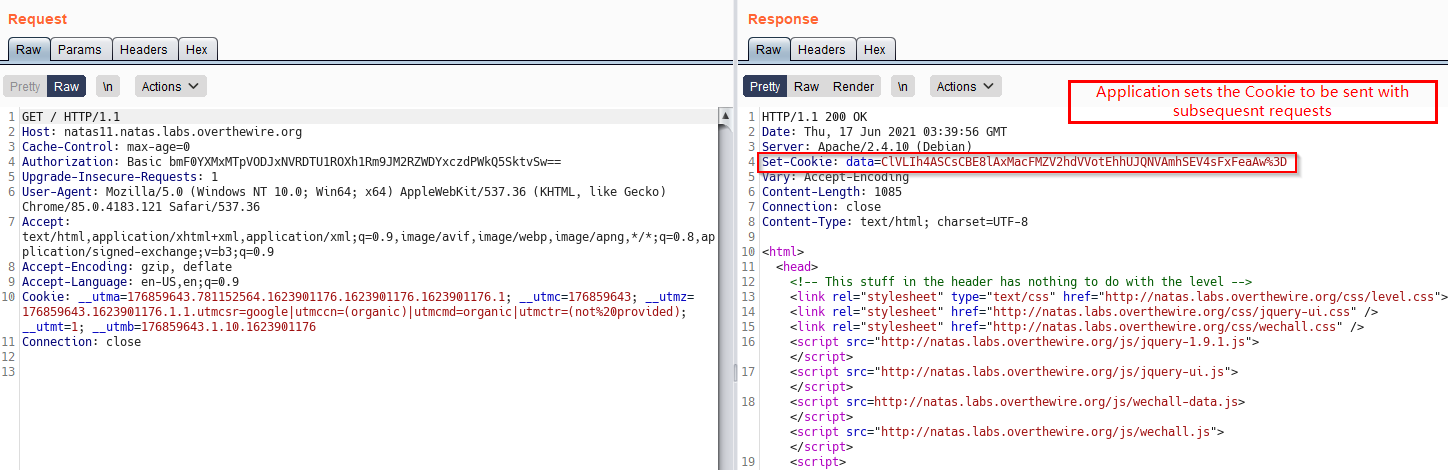 Request
Raw Params Headers Hex
Pretty Raw \n Actions
1 GET / HTTP/1.1
2 Host: natas11.natas.labs.overthewire.org
3 Cache-Control: max-age=0
4 Authorization: Basic bmF0YXMxMTpVODJxNVRDTU1ROXh1Rm9JM2RZWDYxczdPWkQ5SktvSw==
5 Upgrade-Insecure-Requests: 1
6 User-Agent: Mozilla/5.0 (Windows NT 10.0; Win64; x64) AppleWebKit/537.36 (KHTML, like Gecko)
Chrome/85.0.4183.121 Safari/537.36
7 Accept:
text/html,application/xhtml+xml,application/xml;q=0.9,image/avif,image/webp,image/apng,*/*;q=0.8,ap
plication/signed-exchange;v=b3;q=0.9
8 Accept-Encoding: gzip, deflate
9 Accept-Language: en-US,en;q=0.9
10 Cookie: __utma=176859643.781152564.1623901176.1623901176.1623901176.1; __utmc=176859643; __utmz=
176859643.1623901176.1.1.utmcsr=google|utmccn=(organic)|utmcmd=organic|utmctr=(not%20provided);
__utmt=1; __utmb=176859643.1.10.1623901176
11 Connection: close
12
13
Response
Raw Headers Hex
Pretty Raw Render \n Actions
Application sets the Cookie to be sent with
subsequesnt requests
1 HTTP/1.1 200 OK
2 Date: Thu, 17 Jun 2021 03:39:56 GMT
3 Server: Apache/2.4.10 (Debian)
4 Set-Cookie: data=ClVLIh4ASCsCBE8lAxMacFMZV2hdVVotEhhUJQNVAmhSEV4sFxFeaAw%3D
5 Vary: Accept-Encoding
6 Content-Length: 1085
7 Connection: close
8 Content-Type: text/html; charset=UTF-8
9
10 <html>
11 <head>
12 <!-- This stuff in the header has nothing to do with the level -->
13 <link rel="stylesheet" type="text/css" href="http://natas.labs.overthewire.org/css/level.css">
14 <link rel="stylesheet" href="http://natas.labs.overthewire.org/css/jquery-ui.css" />
15 <link rel="stylesheet" href="http://natas.labs.overthewire.org/css/wechall.css" />
16 <script src="http://natas.labs.overthewire.org/js/jquery-1.9.1.js">
</script>
17 <script src="http://natas.labs.overthewire.org/js/jquery-ui.js">
</script>
18 <script src=http://natas.labs.overthewire.org/js/wechall-data.js>
</script>
<script src="http://natas.labs.overthewire.org/js/wechall.js">
</script>
19 <script>